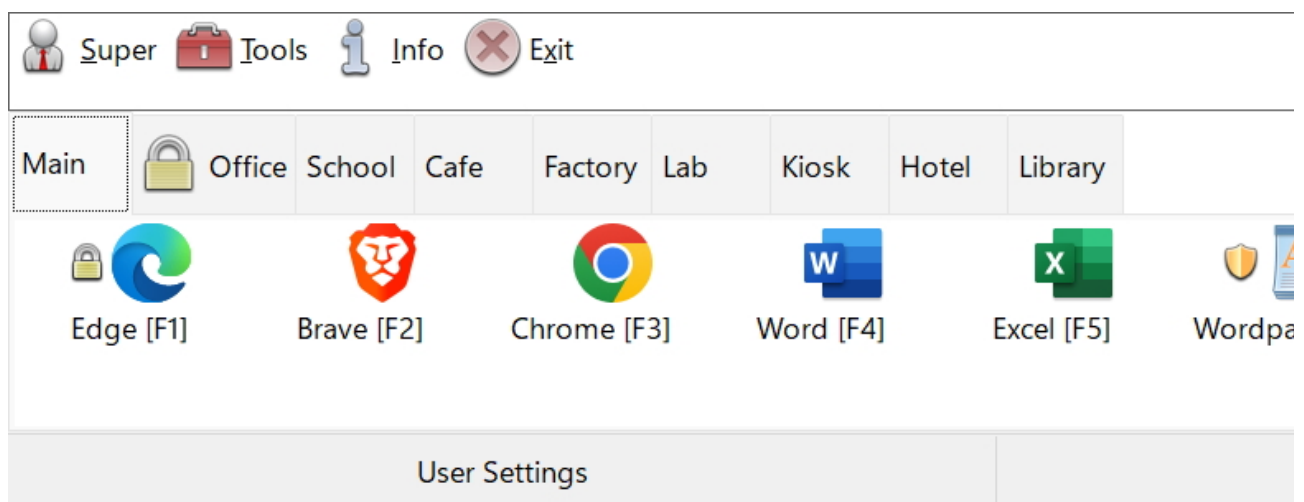 Super Tools Info Exit
Main Office School Cafe Factory Lab Kiosk Hotel Library
W X
Edge [F1] Brave [F2] Chrome [F3] Word [F4] Excel [F5] Wordpa
User Settings